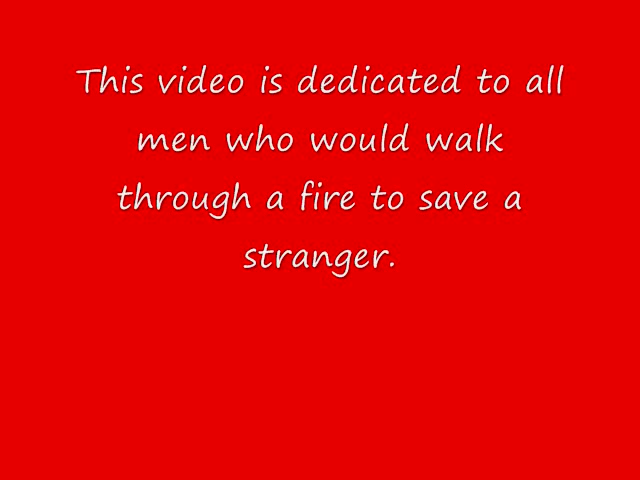 This video is dedicated to all
men who would walk
through a fire to save a
stranger.